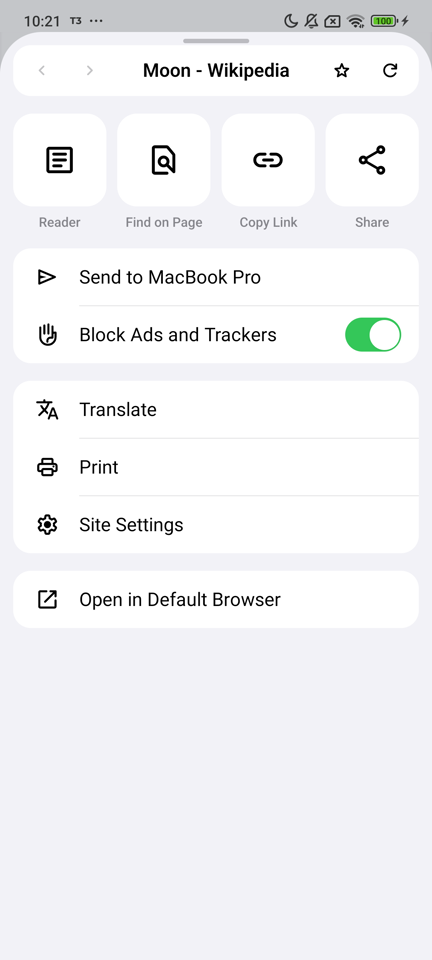 10:21 T3 ...
100
Moon - Wikipedia
Reader
Find on Page
Copy Link
Share
Send to MacBook Pro
Block Ads and Trackers
Translate
Print
Site Settings
Open in Default Browser